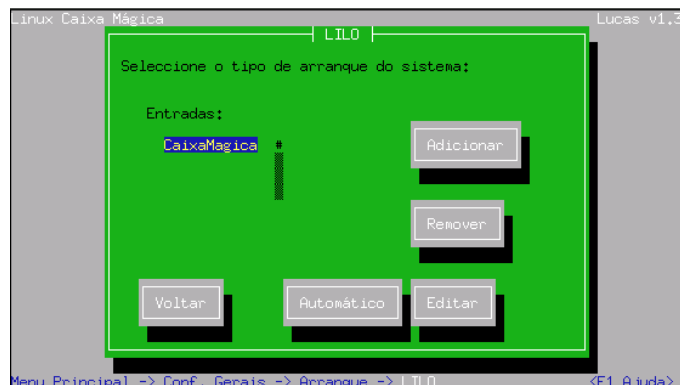 Linux Caixa Mágica Lucas v1.3
LILO
Seleccione o tipo de arranque do sistema:
Entradas:
CaixaMagica #
Adicionar
Remover
Voltar Automático Editar
Menu Principal -> Conf. Gerais -> Arranque -> LILO <F1 Ajuda>